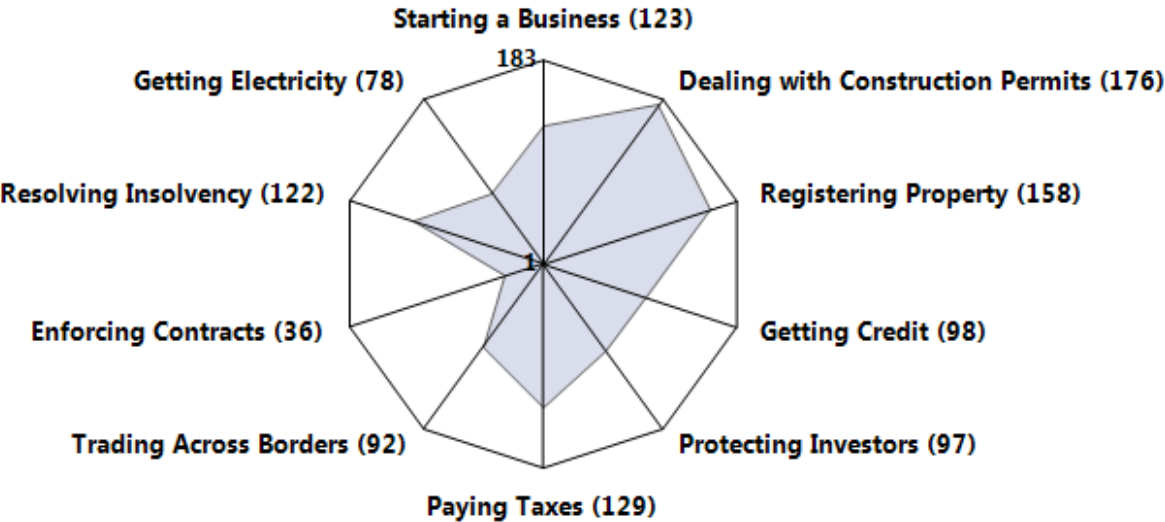 Starting a Business (123)
183
Getting Electricity (78)
Dealing with Construction Permits (176)
Resolving Insolvency (122)
Registering Property (158)
1
Enforcing Contracts (36)
Getting Credit (98)
Trading Across Borders (92)
Protecting Investors (97)
Paying Taxes (129)